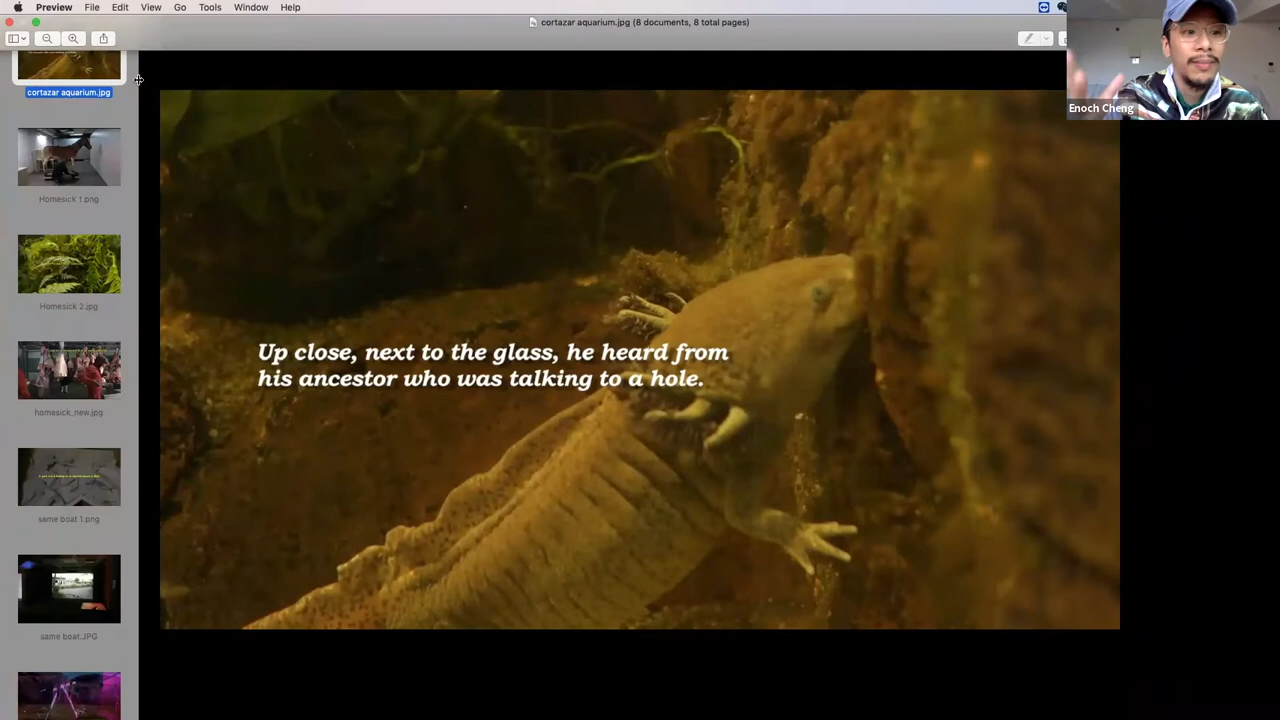 Preview File Edit View Go Tools Window Help
cortazar aquarium.jpg (8 documents, 8 total pages)
Enoch Cheng
cortazar aquarium.jpg
Homesick 1.png
Homesick 2.jpg
homesick_new.jpg
same boat 1.png
same boat.JPG
Up close, next to the glass, he heard from
his ancestor who was talking to a hole.